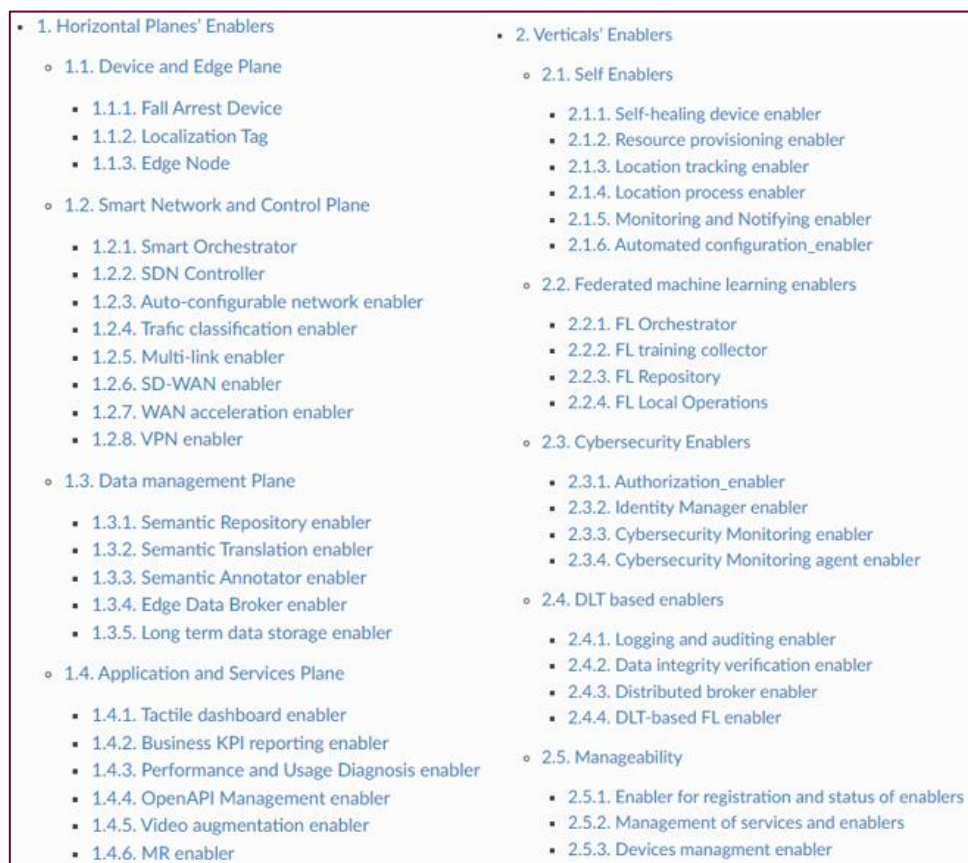 1. Horizontal Planes' Enablers
1.1. Device and Edge Plane
1.1.1. Fall Arrest Device
1.1.2. Localization Tag
1.1.3. Edge Node
1.2. Smart Network and Control Plane
1.2.1. Smart Orchestrator
1.2.2. SDN Controller
1.2.3. Auto-configurable network enabler
1.2.4. Trafic classification enabler
1.2.5. Multi-link enabler
1.2.6. SD-WAN enabler
1.2.7. WAN acceleration enabler
1.2.8. VPN enabler
1.3. Data management Plane
1.3.1. Semantic Repository enabler
1.3.2. Semantic Translation enabler
1.3.3. Semantic Annotator enabler
1.3.4. Edge Data Broker enabler
1.3.5. Long term data storage enabler
1.4. Application and Services Plane
1.4.1. Tactile dashboard enabler
1.4.2. Business KPI reporting enabler
1.4.3. Performance and Usage Diagnosis enabler
1.4.4. OpenAPI Management enabler
1.4.5. Video augmentation enabler
1.4.6. MR enabler
2. Verticals' Enablers
2.1. Self Enablers
2.1.1. Self-healing device enabler
2.1.2. Resource provisioning enabler
2.1.3. Location tracking enabler
2.1.4. Location process enabler
2.1.5. Monitoring and Notifying enabler
2.1.6. Automated configuration_enabler
2.2. Federated machine learning enablers
2.2.1. FL Orchestrator
2.2.2. FL training collector
2.2.3. FL Repository
2.2.4. FL Local Operations
2.3. Cybersecurity Enablers
2.3.1. Authorization_enabler
2.3.2. Identity Manager enabler
2.3.3. Cybersecurity Monitoring enabler
2.3.4. Cybersecurity Monitoring agent enabler
2.4. DLT based enablers
2.4.1. Logging and auditing enabler
2.4.2. Data integrity verification enabler
2.4.3. Distributed broker enabler
2.4.4. DLT-based FL enabler
2.5. Manageability
2.5.1. Enabler for registration and status of enablers
2.5.2. Management of services and enablers
2.5.3. Devices managment enabler